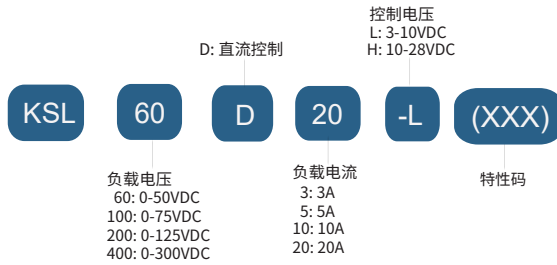 控制电压
L: 3-10VDC
H: 10-28VDC
D: 直流控制
KSL 60 D 20 -L (XXX)
负载电压
60: 0-50VDC
100: 0-75VDC
200: 0-125VDC
400: 0-300VDC
负载电流
3: 3A
5: 5A
10: 10A
20: 20A
特性码